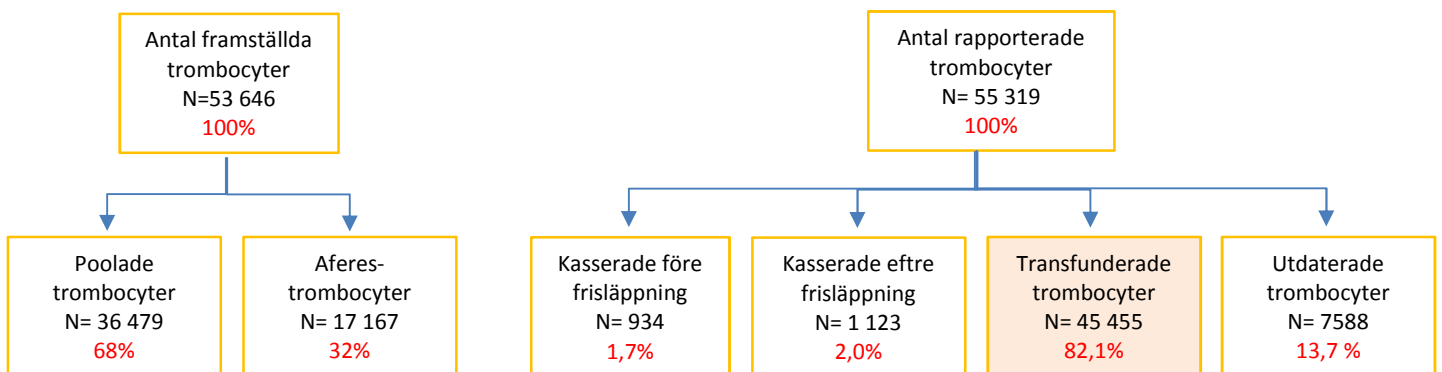 Antal framställda
trombocyter
N=53 646
100%
Antal rapporterade
trombocyter
N= 55 319
100%
Poolade
trombocyter
N= 36 479
68%
Aferes-
trombocyter
N= 17 167
32%
Kasserade före
frisläppning
N= 934
1,7%
Kasserade eftre
frisläppning
N= 1 123
2,0%
Transfunderade
trombocyter
N= 45 455
82,1%
Utdaterade
trombocyter
N= 7588
13,7 %